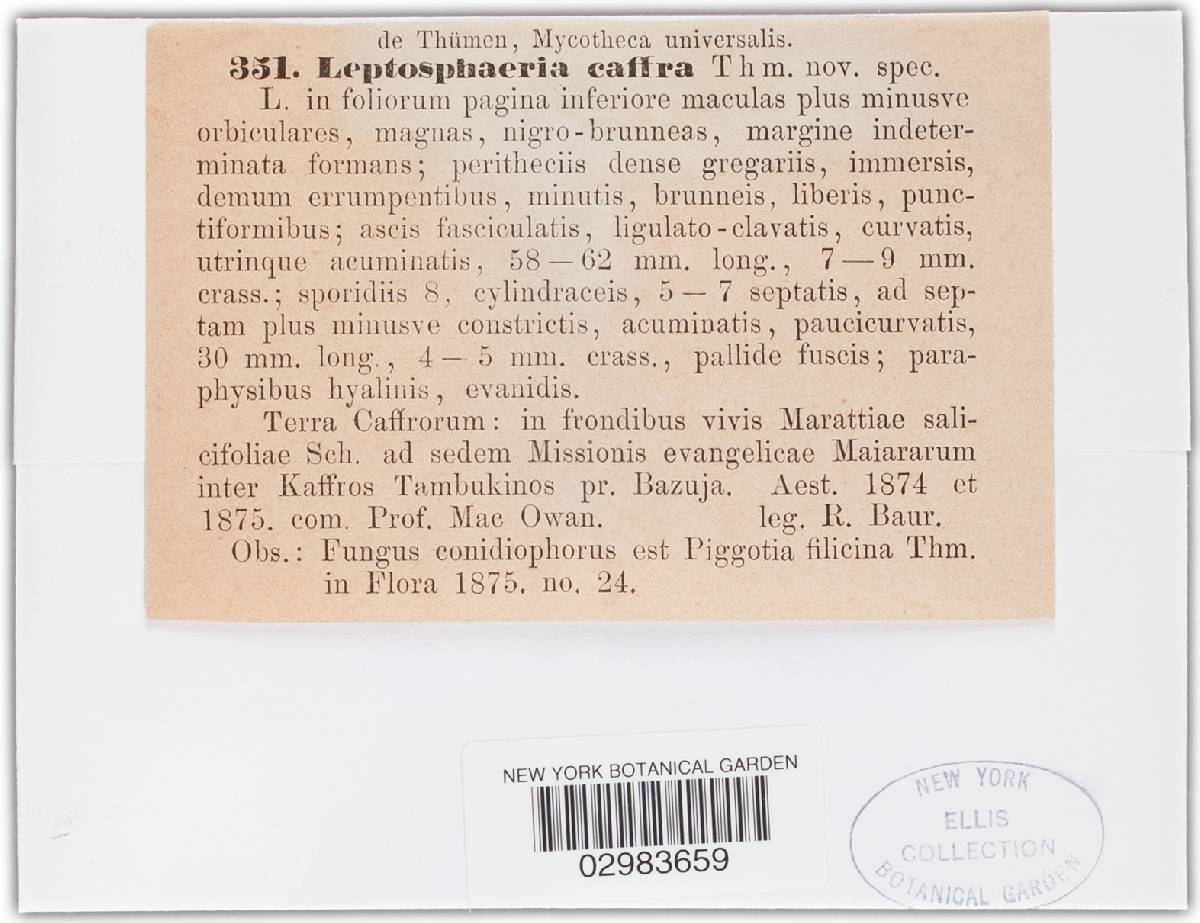 de Thümen, Mycotheca universalis.
351. Leptosphaeria caffra Thm. nov. spec.
L. in foliorum pagina inferiore maculas plus minusve
orbiculares, magnas, nigro-brunneas, margine indeter-
minata formans; peritheciis dense gregariis, immersis,
demum errumpentibus, minutis, brunneis, liberis, punc-
tiformibus; ascis fasciculatis, ligulato-clavatis, curvatis,
utrinque acuminatis, 58 — 62 mm. long., 7 — 9 mm.
crass.; sporidiis 8, cylindraceis, 5 — 7 septatis, ad sep-
tam plus minusve constrictis, acuminatis, paucicurvatis,
30 mm. long., 4 — 5 mm. crass., pallide fuscis; para-
physibus hyalinis, evanidis.
Terra Caffrorum: in frondibus vivis Marattiae sali-
cifoliae Sch. ad sedem Missionis evangelicae Maiararum
inter Kaffros Tambukinos pr. Bazuja. Aest. 1874 et
1875. com. Prof. Mac Owan. leg. R. Baur.
Obs.: Fungus conidiophorus est Piggotia filicina Thm.
in Flora 1875. no. 24.
NEW YORK BOTANICAL GARDEN
02983659
NEW YORK
ELLIS
COLLECTION
BOTANICAL GARDEN